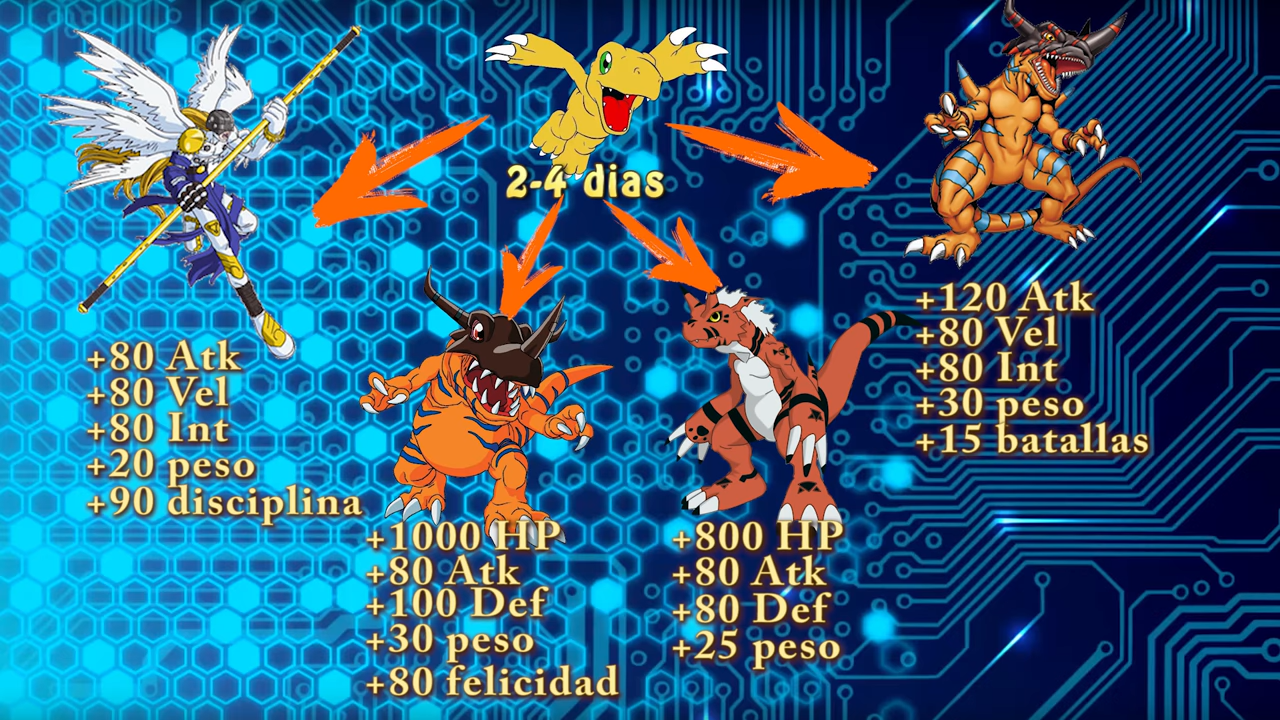 2-4 dias
+80 Atk
+80 Vel
+80 Int
+20 peso
+90 disciplina
+1000 HP
+80 Atk
+100 Def
+30 peso
+80 felicidad
+800 HP
+80 Atk
+80 Def
+25 peso
+120 Atk
+80 Vel
+80 Int
+30 peso
+15 batallas